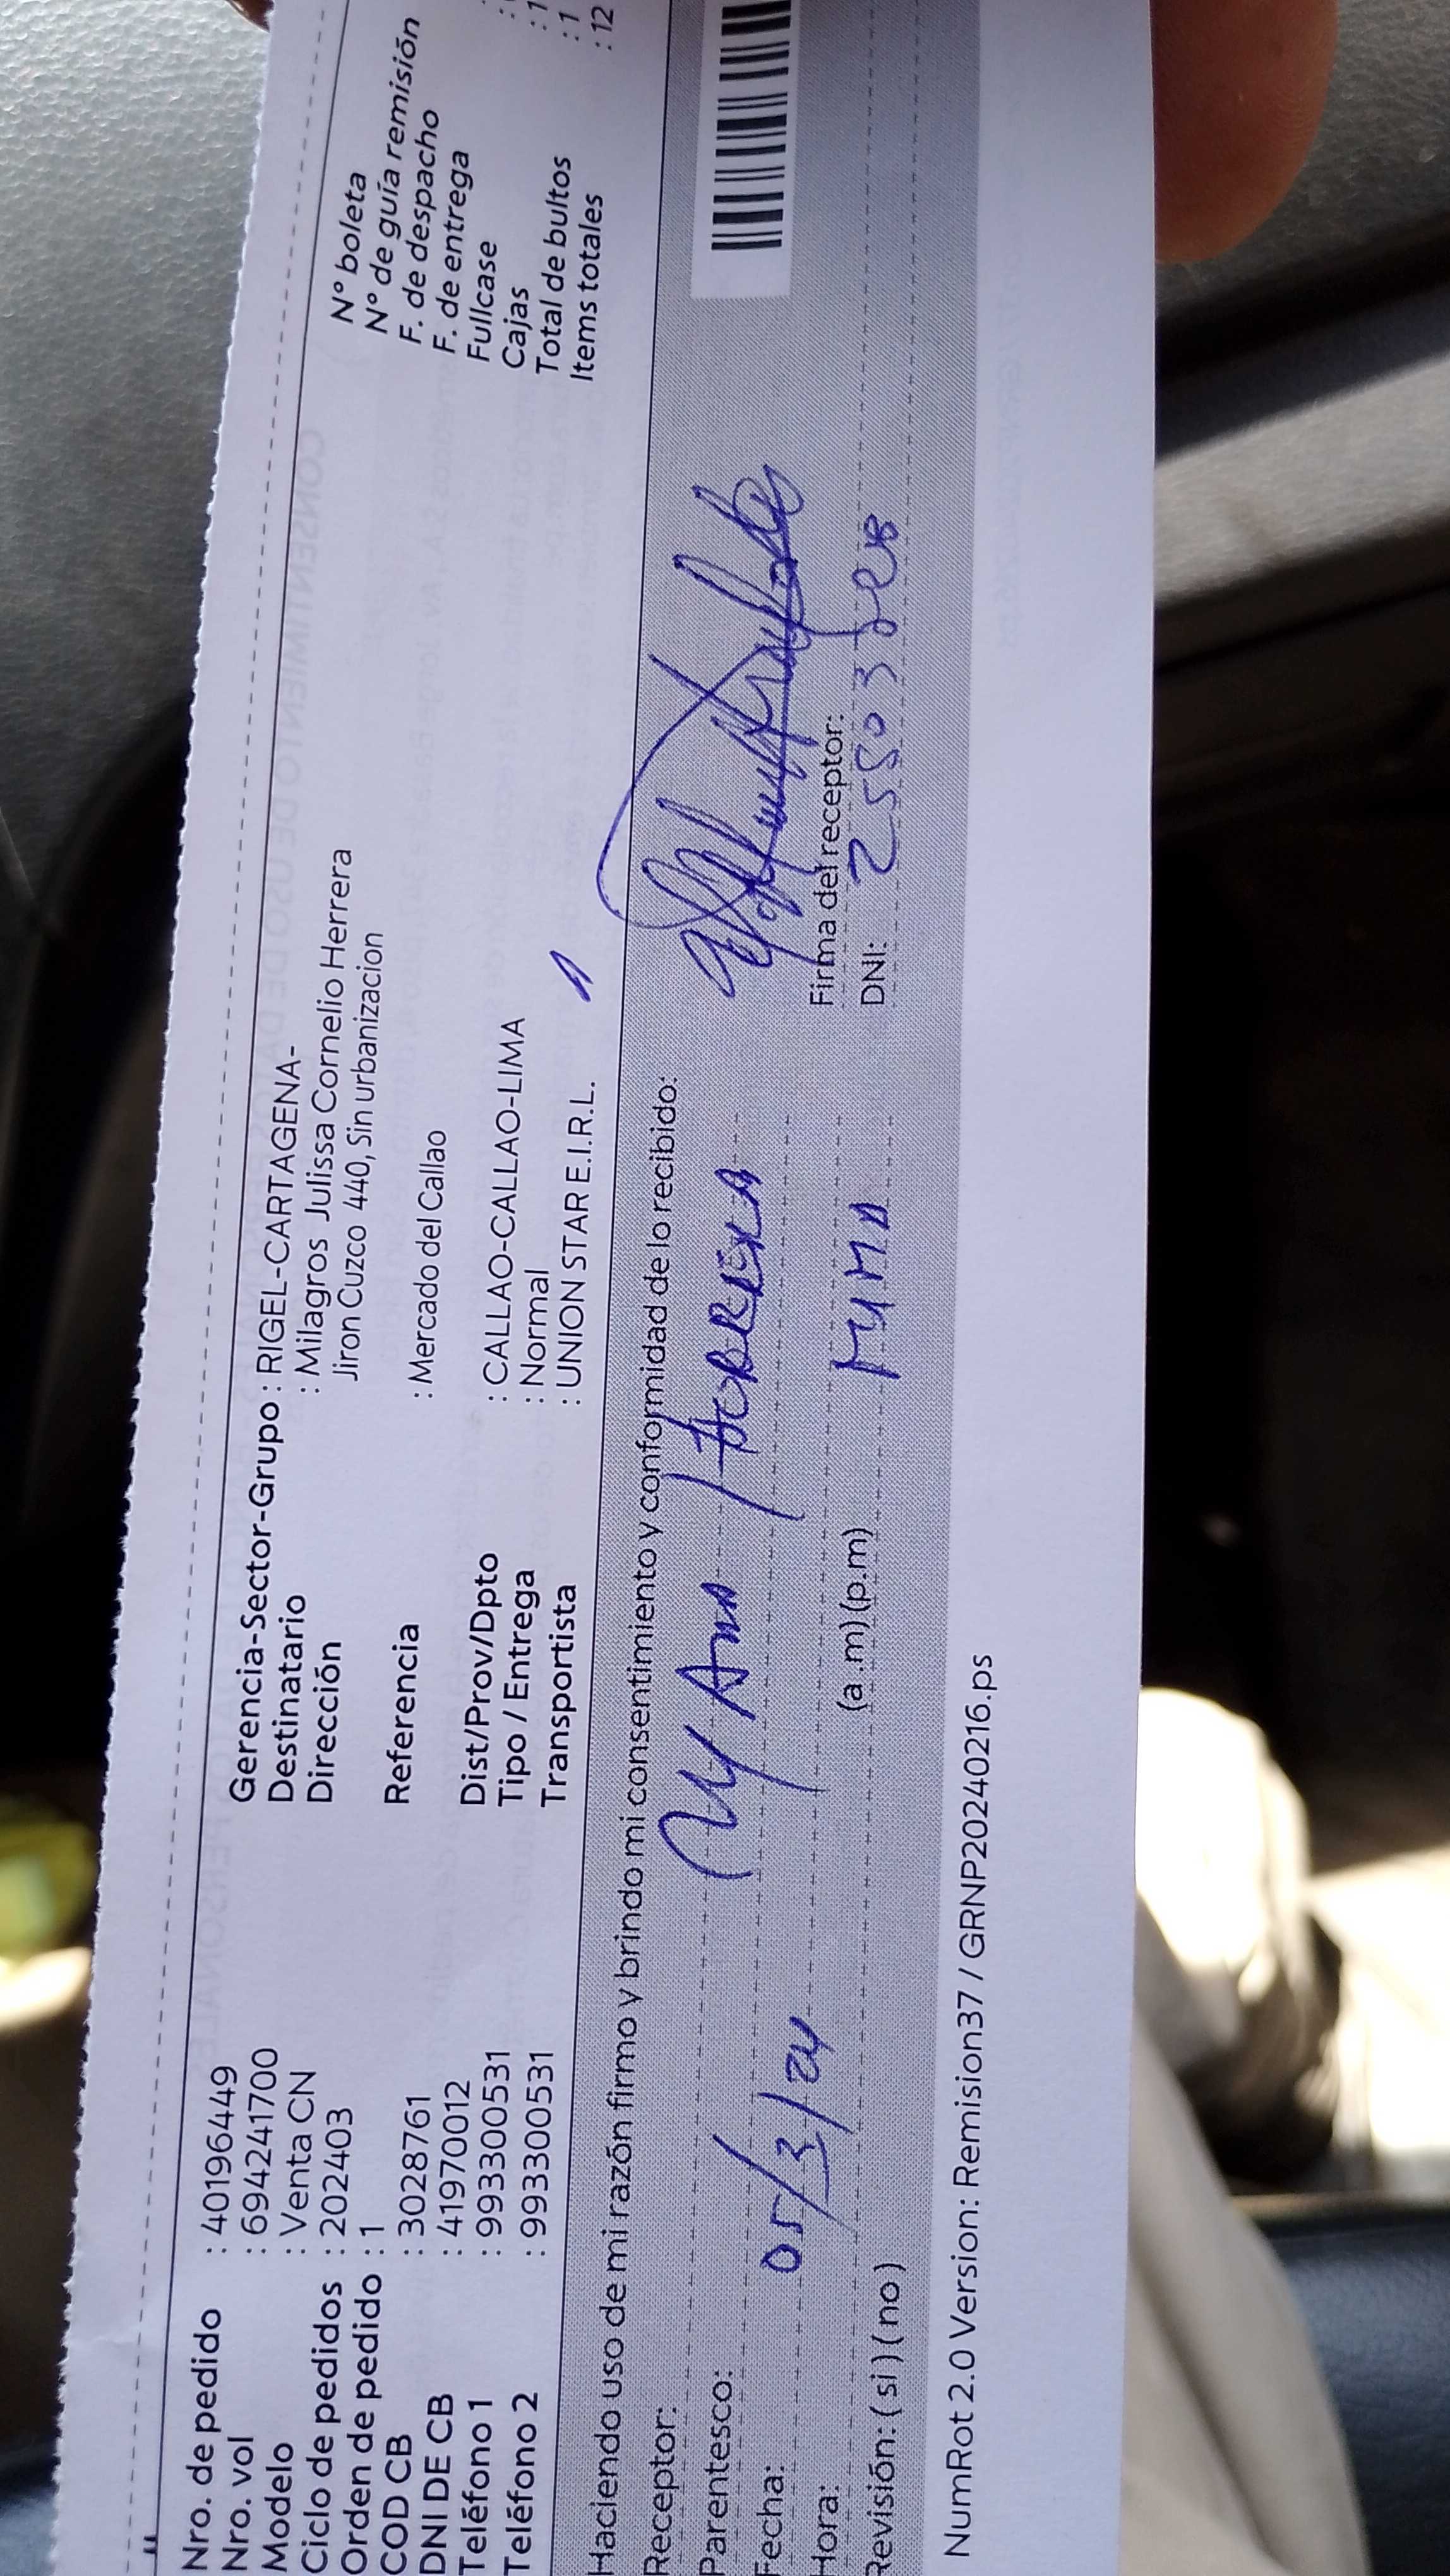 Nro. de pedido : 40196449
Nro. vol : 694241700
Modelo : Venta CN
Ciclo de pedidos : 202403
Orden de pedido : 1
COD CB : 3028761
DNI DE CB : 41970012
Teléfono 1 : 993300531
Teléfono 2 : 993300531
Gerencia-Sector-Grupo : RIGEL-CARTAGENA-
Destinatario : Milagros Julissa Cornelio Herrera
Dirección Jiron Cuzco 440, Sin urbanizacion
Referencia : Mercado del Callao
Dist/Prov/Dpto : CALLAO-CALLAO-LIMA
Tipo / Entrega : Normal
Transportista : UNION STAR E.I.R.L.
N° boleta
N° de guía remisión
F. de despacho
F. de entrega
Fullcase
Cajas : 1
Total de bultos : 1
Items totales : 12
Haciendo uso de mi razón firmo y brindo mi consentimiento y conformidad de lo recibido:
Receptor:
Parentesco:
Fecha: 05/3/24
Hora: (a.m) (p.m)
Revisión: ( si ) ( no )
Firma del receptor:
DNI:
NumRot 2.0 Version: Remision37 / GRNP20240216.ps